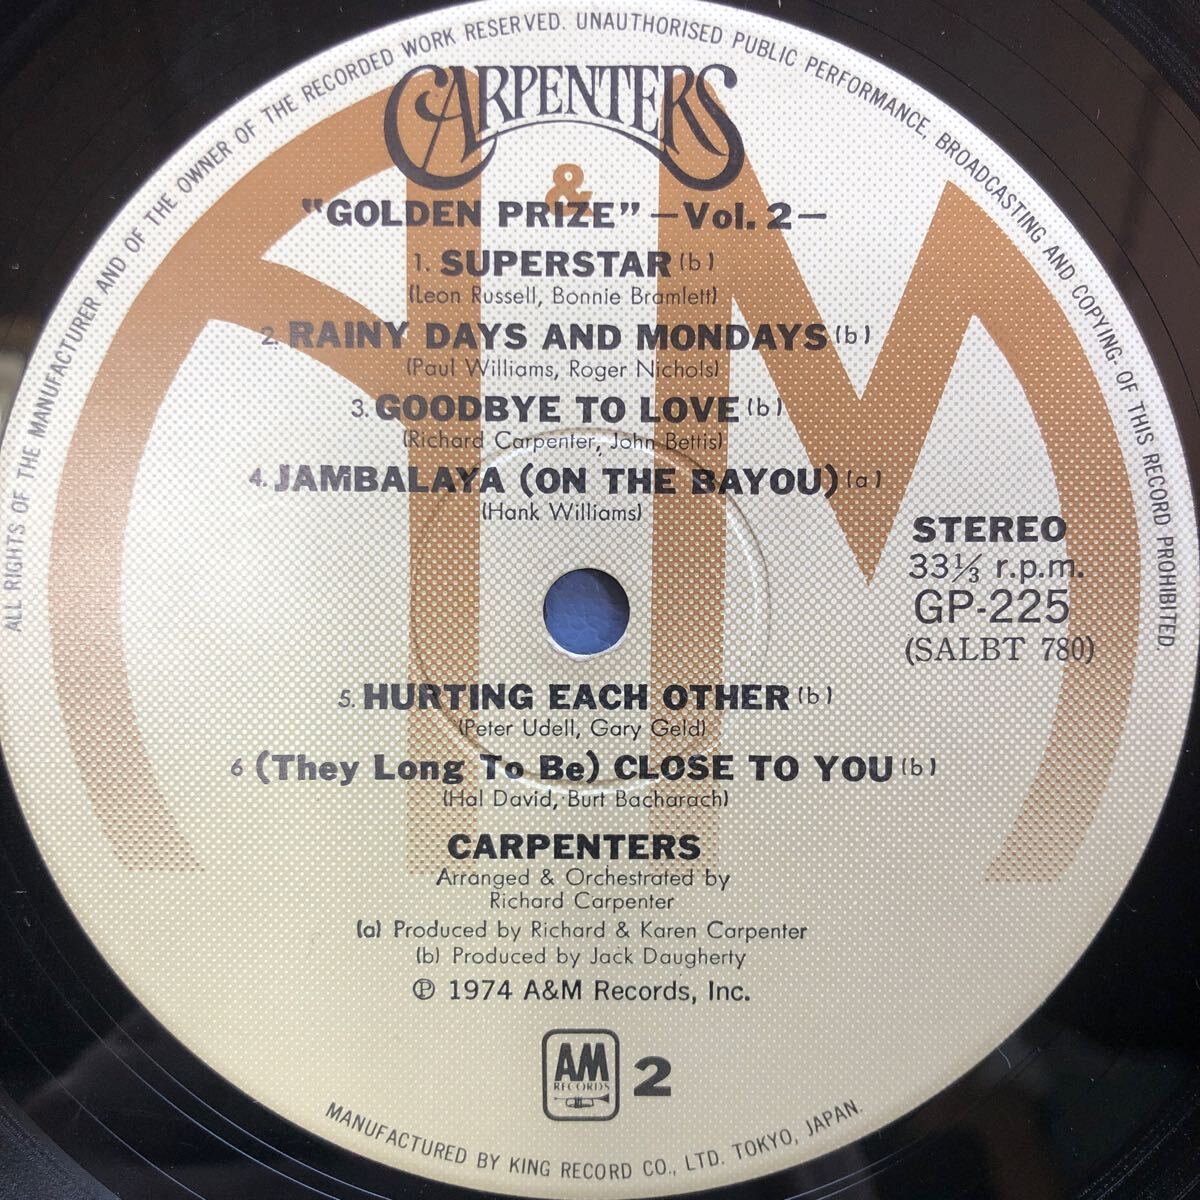 ALL RIGHTS OF THE MANUFACTURER AND OF THE OWNER OF THE RECORDED WORK RESERVED. UNAUTHORISED PUBLIC PERFORMANCE, BROADCASTING AND COPYING- OF THIS RECORD PROHIBITED.
CARPENTERS
&
"GOLDEN PRIZE" —Vol. 2—
1. SUPERSTAR (b)
(Leon Russell, Bonnie Bramlett)
2. RAINY DAYS AND MONDAYS (b)
(Paul Williams, Roger Nichols)
3. GOODBYE TO LOVE (b)
(Richard Carpenter, John Bettis)
4. JAMBALAYA (ON THE BAYOU) (a)
(Hank Williams)
STEREO
33⅓ r.p.m.
GP-225
(SALBT 780)
5. HURTING EACH OTHER (b)
(Peter Udell, Gary Geld)
6 (They Long To Be) CLOSE TO YOU (b)
(Hal David, Burt Bacharach)
CARPENTERS
Arranged & Orchestrated by
Richard Carpenter
(a) Produced by Richard & Karen Carpenter
(b) Produced by Jack Daugherty
℗ 1974 A&M Records, Inc.
AM
RECORDS
2
MANUFACTURED BY KING RECORD CO., LTD. TOKYO, JAPAN.